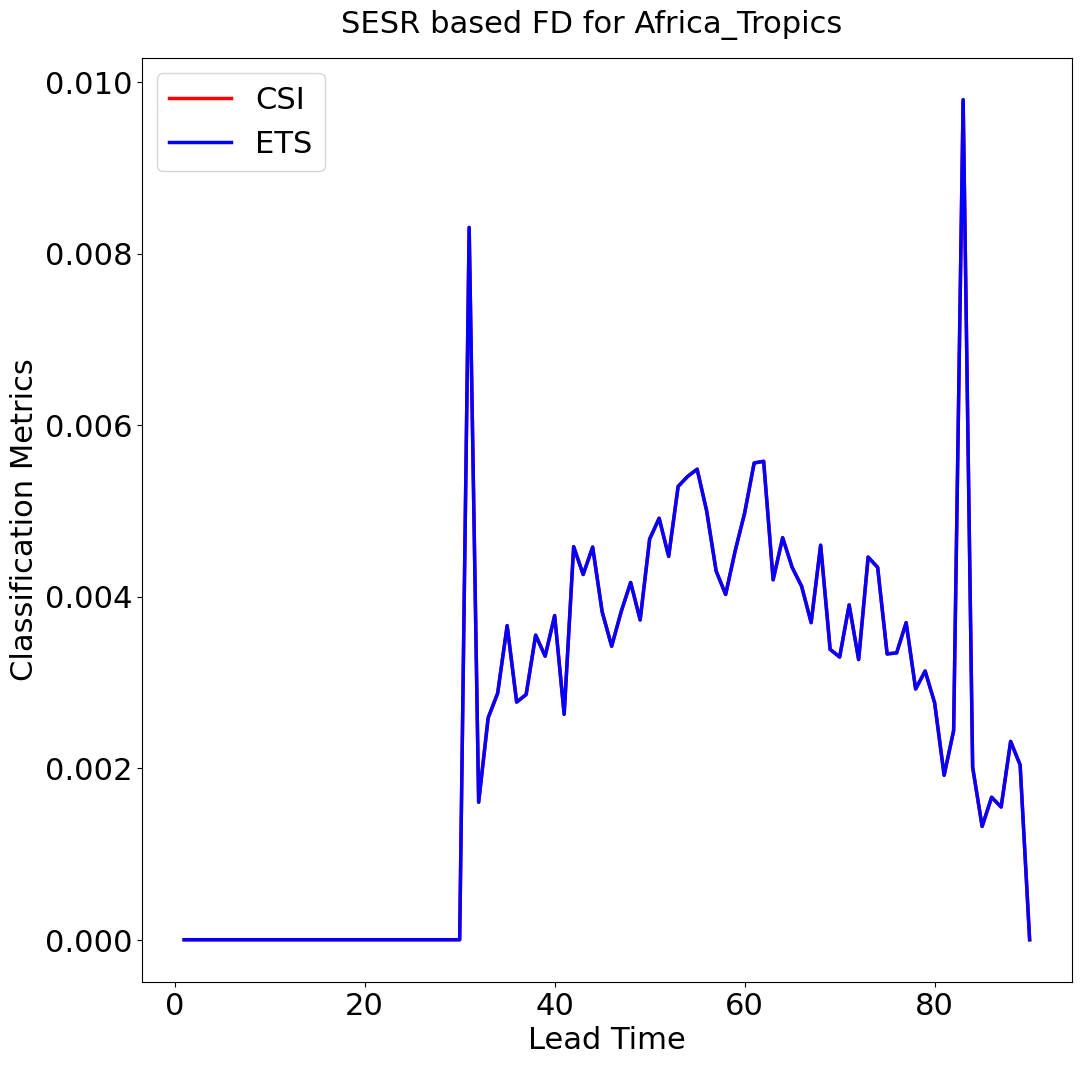 SESR based FD for Africa_Tropics
CSI
ETS
0.010
0.008
0.006
0.004
0.002
0.000
Classification Metrics
0 20 40 60 80
Lead Time